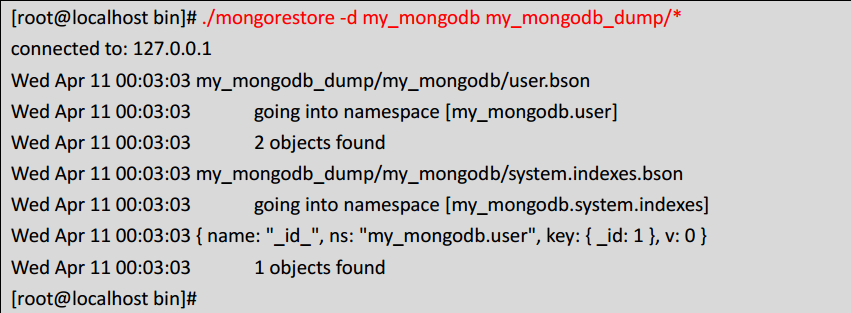 [root@localhost bin]# ./mongorestore -d my_mongodb my_mongodb_dump/*
connected to: 127.0.0.1
Wed Apr 11 00:03:03 my_mongodb_dump/my_mongodb/user.bson
Wed Apr 11 00:03:03 going into namespace [my_mongodb.user]
Wed Apr 11 00:03:03 2 objects found
Wed Apr 11 00:03:03 my_mongodb_dump/my_mongodb/system.indexes.bson
Wed Apr 11 00:03:03 going into namespace [my_mongodb.system.indexes]
Wed Apr 11 00:03:03 { name: "_id_", ns: "my_mongodb.user", key: { _id: 1 }, v: 0 }
Wed Apr 11 00:03:03 1 objects found
[root@localhost bin]#